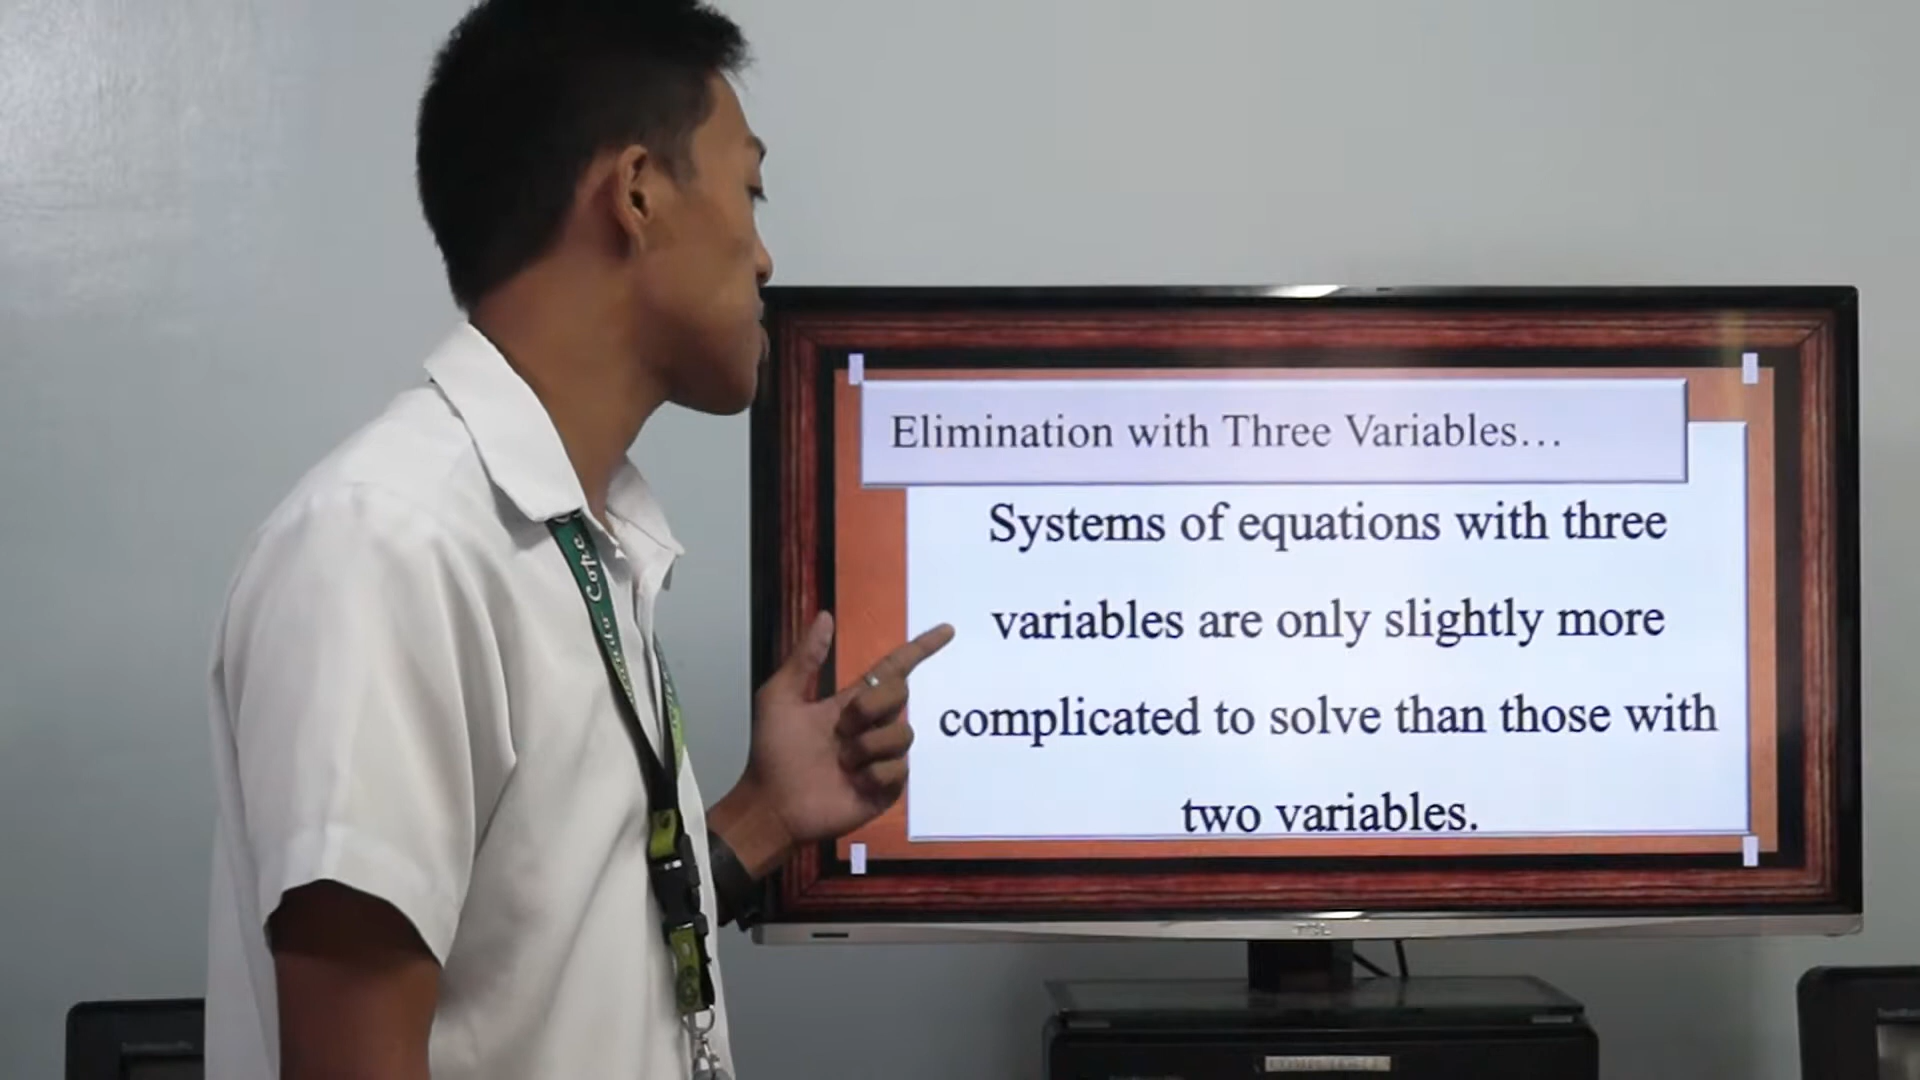 Elimination with Three Variables…
Systems of equations with three
variables are only slightly more
complicated to solve than those with
two variables.
TCL